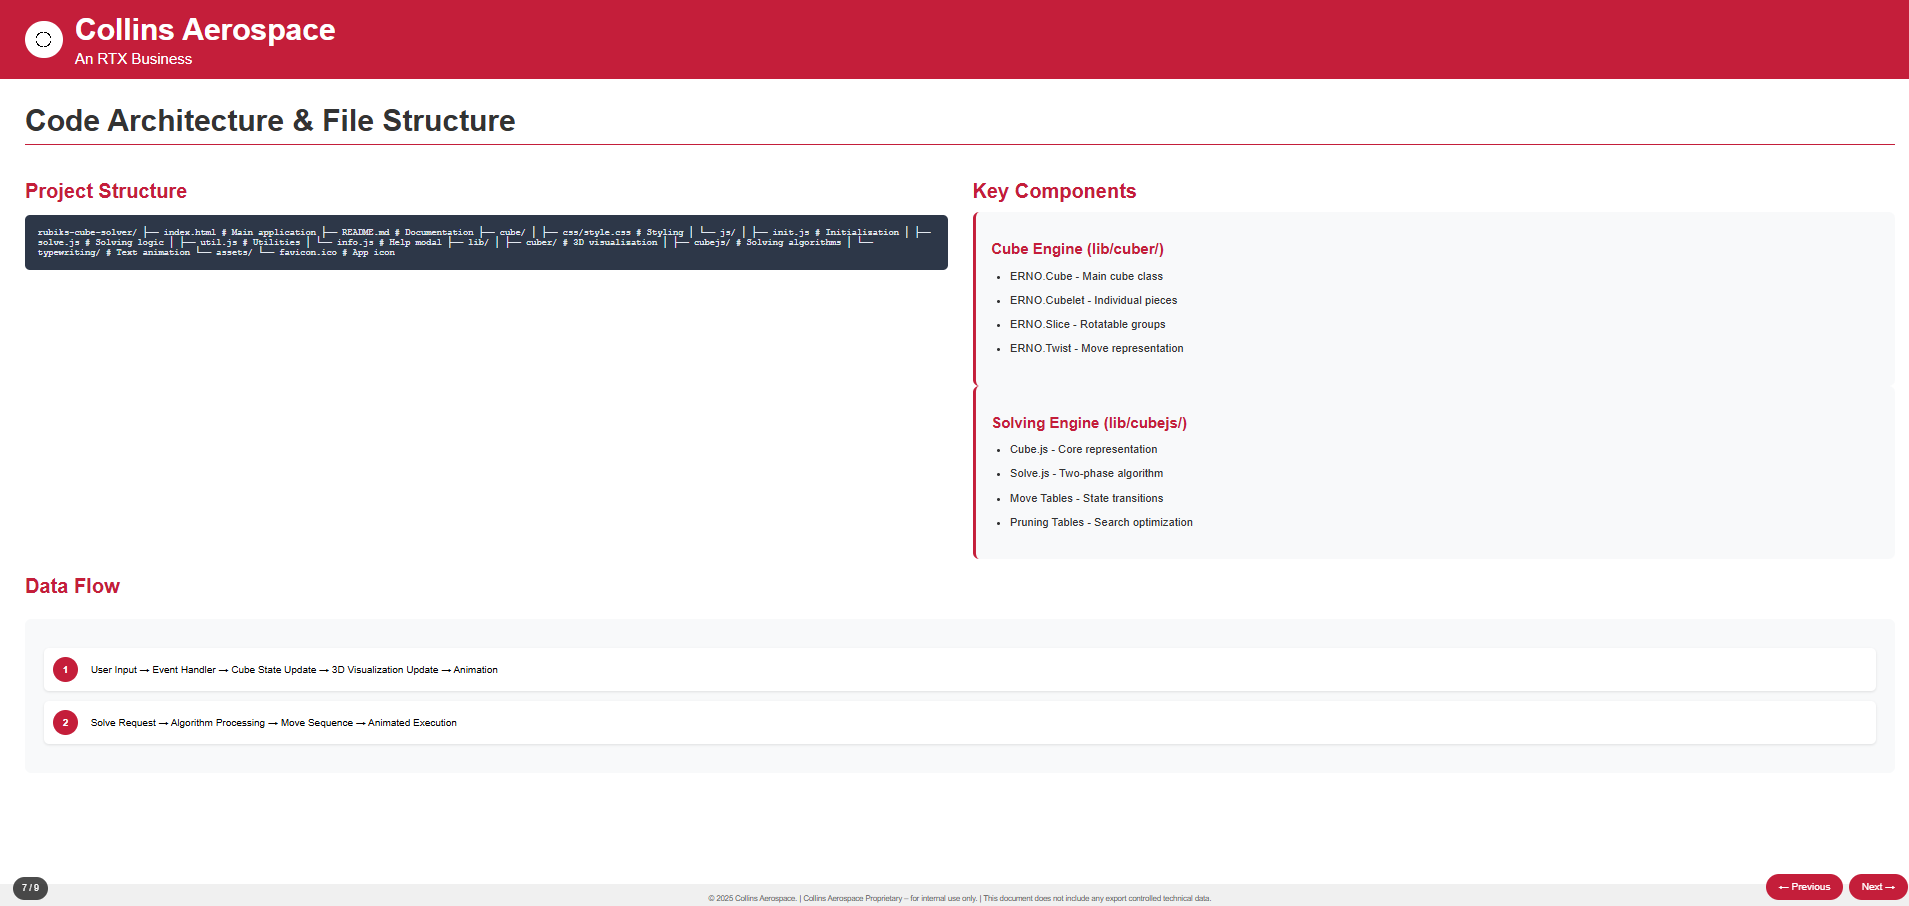 Collins Aerospace
An RTX Business
Code Architecture & File Structure
Project Structure
rubiks-cube-solver/ ├── index.html # Main application ├── README.md # Documentation ├── cube/ │ ├── css/style.css # Styling │ └── js/ │ ├── init.js # Initialization │ ├──
solve.js # Solving logic │ ├── util.js # Utilities │ └── info.js # Help modal ├── lib/ │ ├── cuber/ # 3D visualization │ ├── cubejs/ # Solving algorithms │ └──
typewriting/ # Text animation └── assets/ └── favicon.ico # App icon
Key Components
Cube Engine (lib/cuber/)
• ERNO.Cube - Main cube class
• ERNO.Cubelet - Individual pieces
• ERNO.Slice - Rotatable groups
• ERNO.Twist - Move representation
Solving Engine (lib/cubejs/)
• Cube.js - Core representation
• Solve.js - Two-phase algorithm
• Move Tables - State transitions
• Pruning Tables - Search optimization
Data Flow
1 User Input → Event Handler → Cube State Update → 3D Visualization Update → Animation
2 Solve Request → Algorithm Processing → Move Sequence → Animated Execution
7 / 9
© 2025 Collins Aerospace. | Collins Aerospace Proprietary – for internal use only. | This document does not include any export controlled technical data.
← Previous
Next →